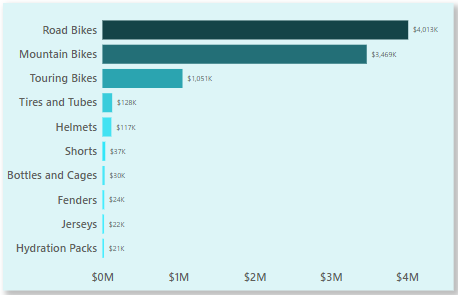 Road Bikes $4,013K
Mountain Bikes $3,469K
Touring Bikes $1,051K
Tires and Tubes $128K
Helmets $117K
Shorts $37K
Bottles and Cages $30K
Fenders $24K
Jerseys $22K
Hydration Packs $21K
$0M $1M $2M $3M $4M